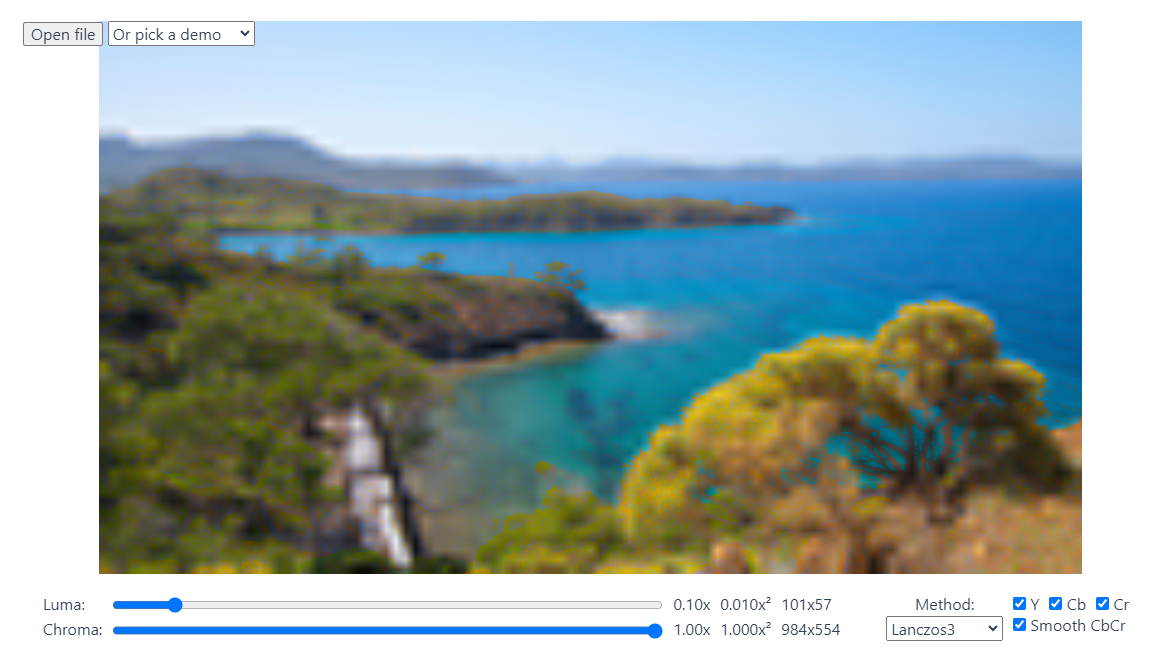 Open file Or pick a demo
Luma: 0.10x 0.010x² 101x57 Method: Y Cb Cr
Chroma: 1.00x 1.000x² 984x554 Lanczos3 Smooth CbCr